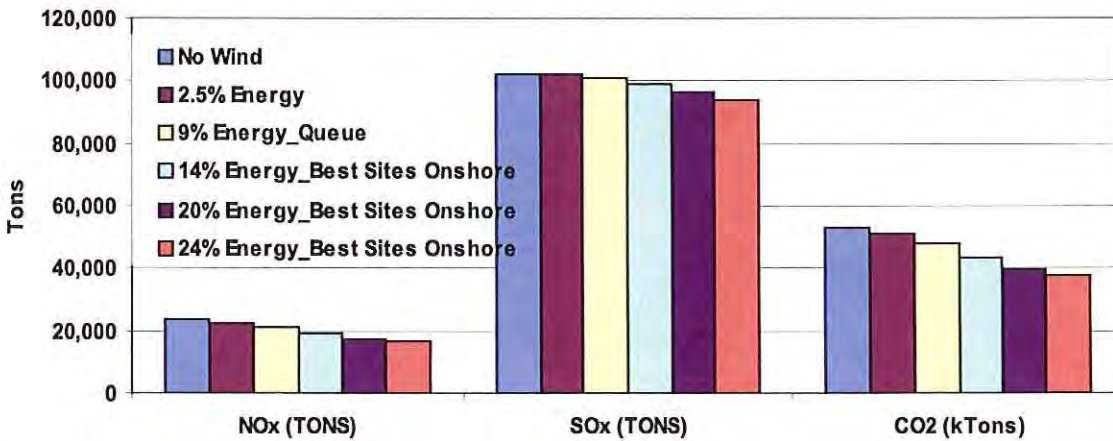 120,000
100,000
80,000
60,000
40,000
20,000
0
Tons
No Wind
2.5% Energy
9% Energy_Queue
14% Energy_Best Sites Onshore
20% Energy_Best Sites Onshore
24% Energy_Best Sites Onshore
NOx (TONS)
SOx (TONS)
CO2 (kTons)